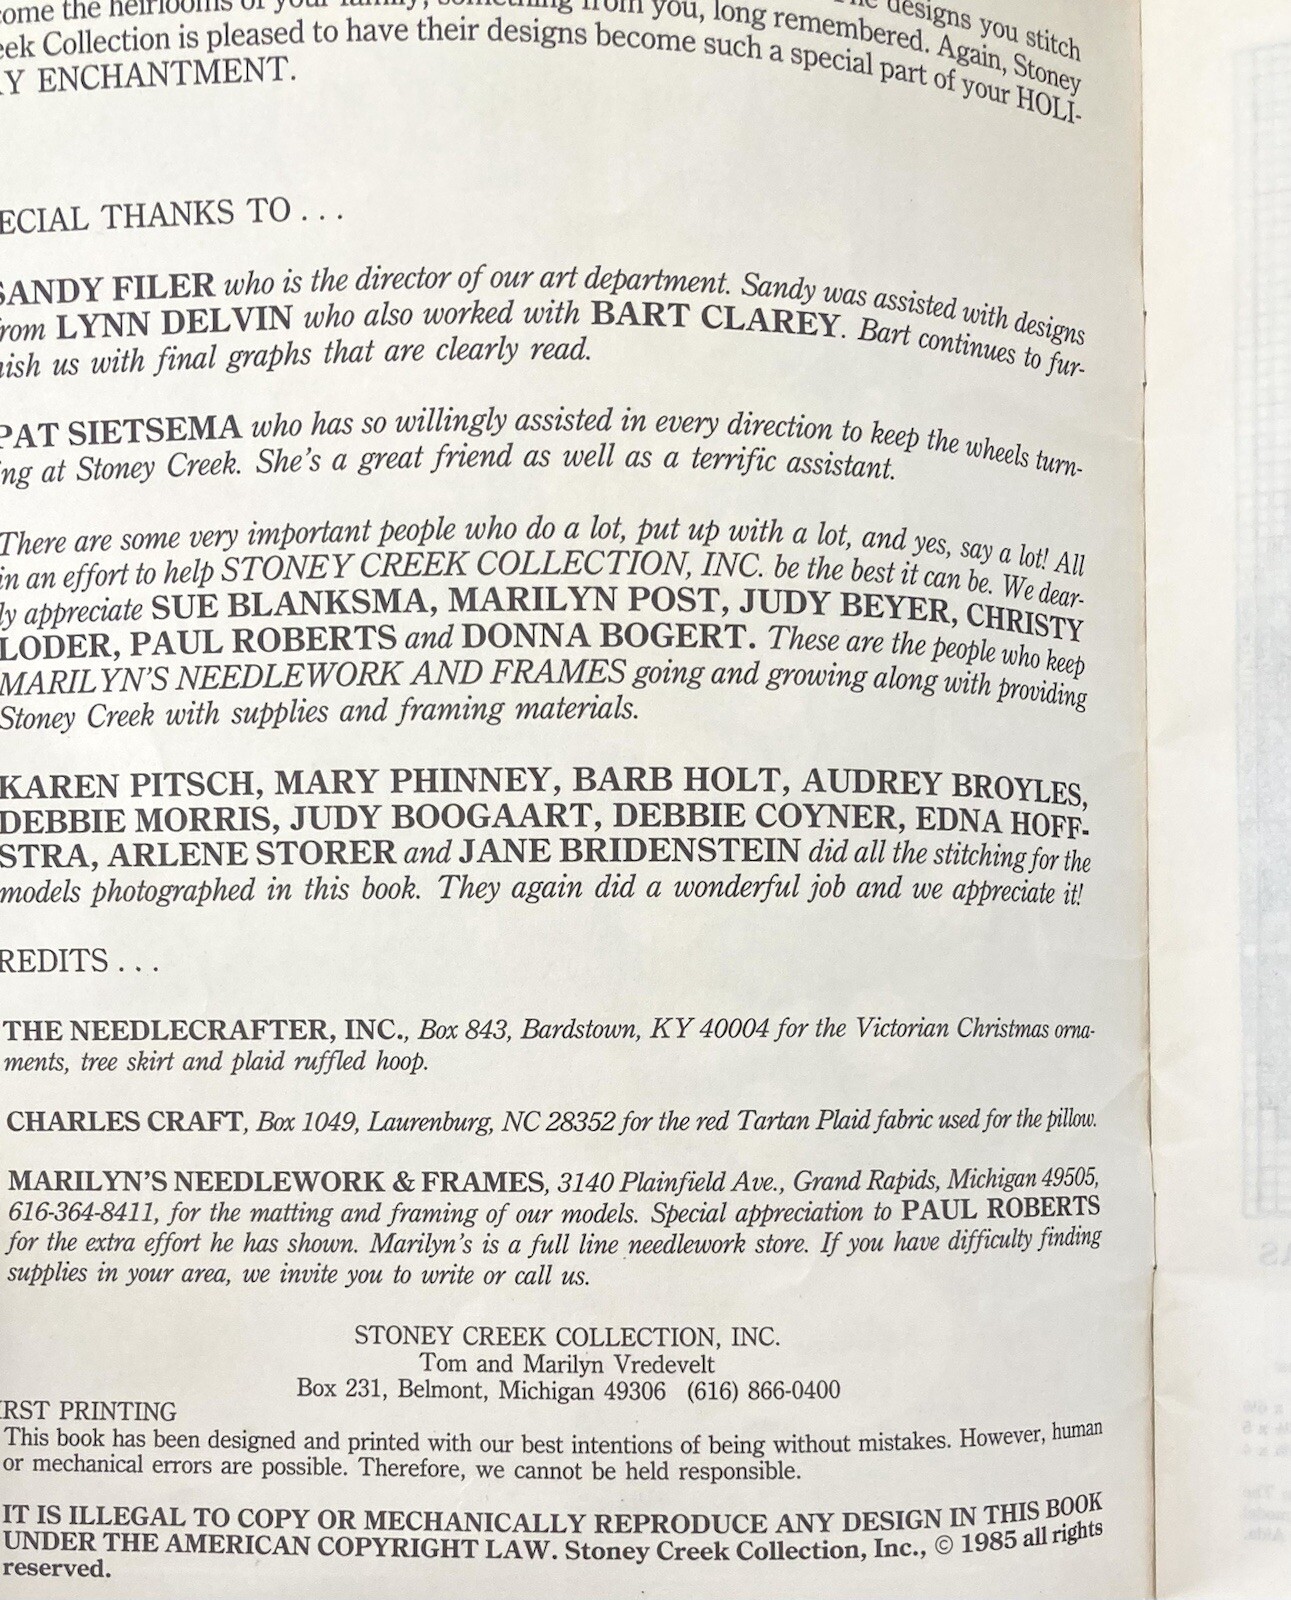 come the heirlooms of your family, something from you, long remembered. The designs you stitch
eek Collection is pleased to have their designs become such a special part of your HOLI-
Y ENCHANTMENT.
ECIAL THANKS TO . . .
SANDY FILER who is the director of our art department. Sandy was assisted with designs
from LYNN DELVIN who also worked with BART CLAREY. Bart continues to fur-
nish us with final graphs that are clearly read.
PAT SIETSEMA who has so willingly assisted in every direction to keep the wheels turn-
ing at Stoney Creek. She's a great friend as well as a terrific assistant.
There are some very important people who do a lot, put up with a lot, and yes, say a lot! All
in an effort to help STONEY CREEK COLLECTION, INC. be the best it can be. We dear-
ly appreciate SUE BLANKSMA, MARILYN POST, JUDY BEYER, CHRISTY
LODER, PAUL ROBERTS and DONNA BOGERT. These are the people who keep
MARILYN'S NEEDLEWORK AND FRAMES going and growing along with providing
Stoney Creek with supplies and framing materials.
KAREN PITSCH, MARY PHINNEY, BARB HOLT, AUDREY BROYLES,
DEBBIE MORRIS, JUDY BOOGAART, DEBBIE COYNER, EDNA HOFF-
STRA, ARLENE STORER and JANE BRIDENSTEIN did all the stitching for the
models photographed in this book. They again did a wonderful job and we appreciate it!
REDITS . . .
THE NEEDLECRAFTER, INC., Box 843, Bardstown, KY 40004 for the Victorian Christmas orna-
ments, tree skirt and plaid ruffled hoop.
CHARLES CRAFT, Box 1049, Laurenburg, NC 28352 for the red Tartan Plaid fabric used for the pillow.
MARILYN'S NEEDLEWORK & FRAMES, 3140 Plainfield Ave., Grand Rapids, Michigan 49505,
616-364-8411, for the matting and framing of our models. Special appreciation to PAUL ROBERTS
for the extra effort he has shown. Marilyn's is a full line needlework store. If you have difficulty finding
supplies in your area, we invite you to write or call us.
STONEY CREEK COLLECTION, INC.
Tom and Marilyn Vredevelt
Box 231, Belmont, Michigan 49306 (616) 866-0400
IRST PRINTING
This book has been designed and printed with our best intentions of being without mistakes. However, human
or mechanical errors are possible. Therefore, we cannot be held responsible.
IT IS ILLEGAL TO COPY OR MECHANICALLY REPRODUCE ANY DESIGN IN THIS BOOK
UNDER THE AMERICAN COPYRIGHT LAW. Stoney Creek Collection, Inc., © 1985 all rights
reserved.